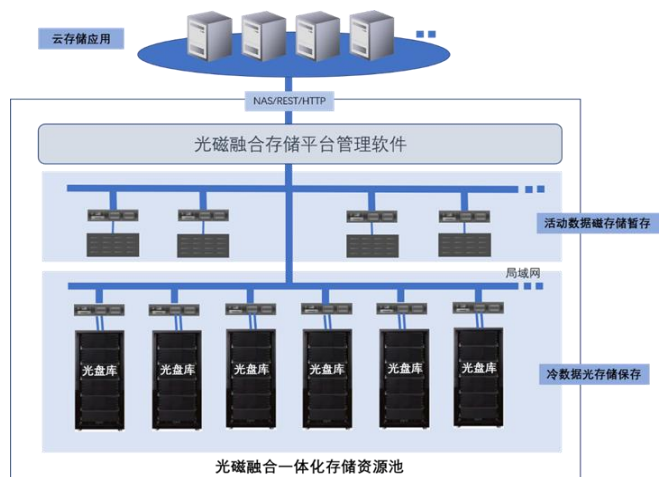 云存储应用
NAS/REST/HTTP
光磁融合存储平台管理软件
活动数据磁存储暂存
局域网
光盘库 光盘库 光盘库 光盘库 光盘库 光盘库
冷数据光存储保存
光磁融合一体化存储资源池